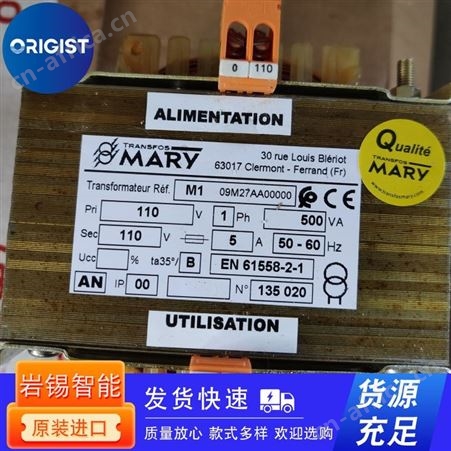 ORIGIST
0 110
ALIMENTATION
TRANSFOS
MARY
30 rue Louis Blériot
63017 Clermont - Ferrand (Fr)
Qualité
TRANSFOS
MARY
www.transfosmary.com
Transformateur Réf. M1 09M27AA00000
Pri 110 V 1 Ph 500 VA
Sec 110 V 5 A 50 - 60 Hz
Ucc % ta35°/ B EN 61558-2-1
AN IP 00 N° 135 020
UTILISATION
岩锡智能
原装进口
发货快速
质量放心 款式多样 欢迎选购
货源
充足